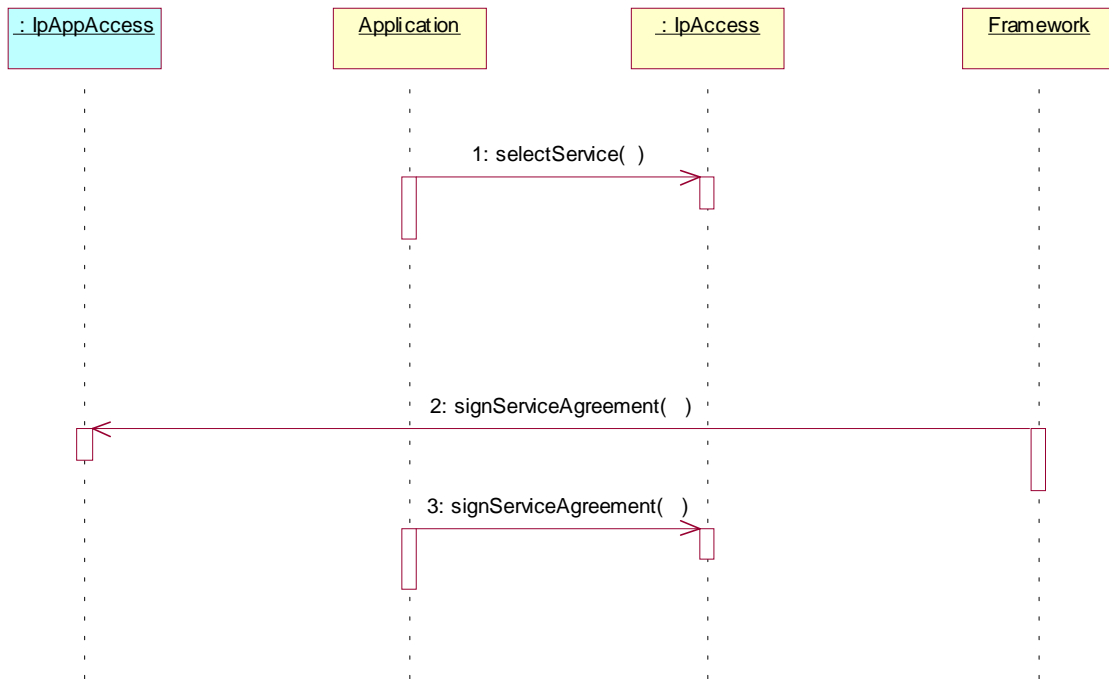 : IpAppAccess
Application
: IpAccess
Framework
1: selectService( )
2: signServiceAgreement( )
3: signServiceAgreement( )